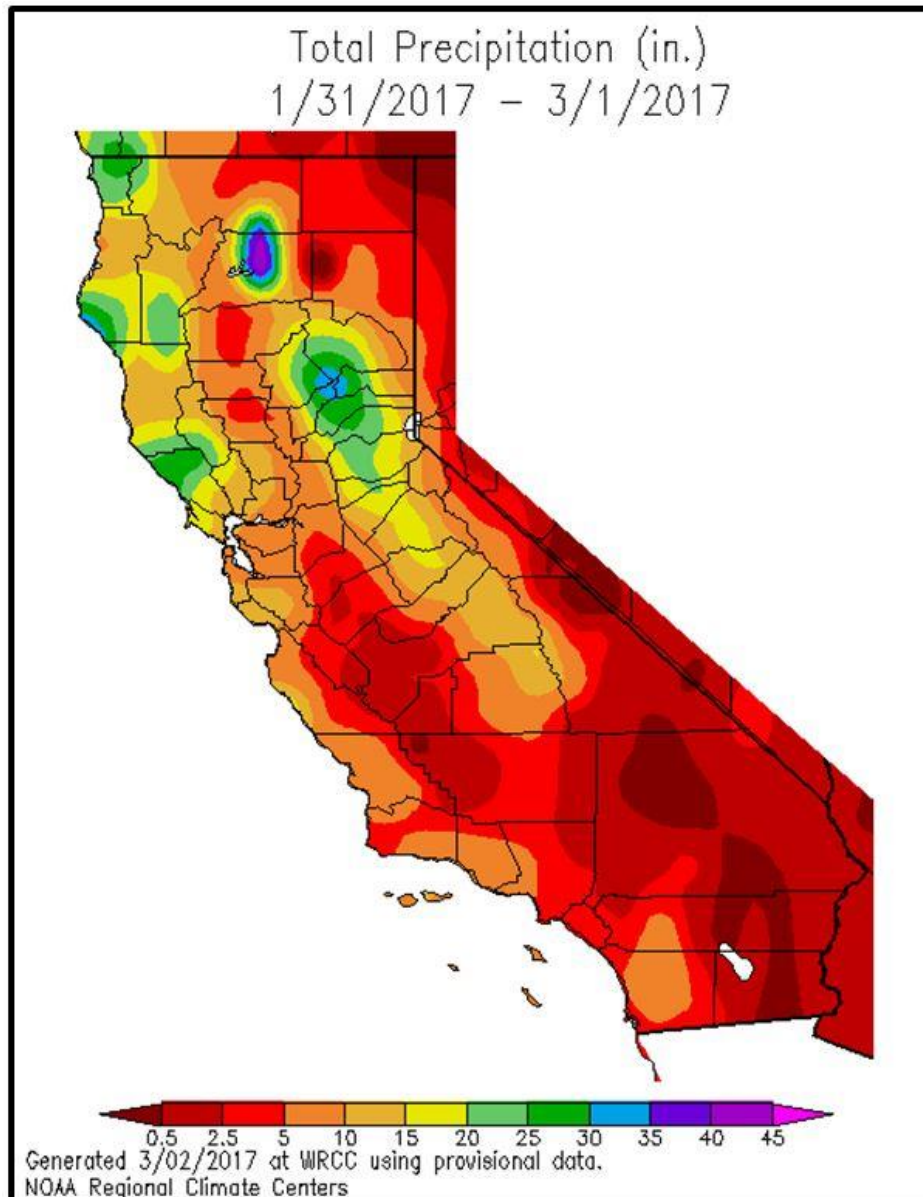 Total Precipitation (in.)
1/31/2017 – 3/1/2017
0.5 2.5 5 10 15 20 25 30 35 40 45
Generated 3/02/2017 at WRCC using provisional data.
NOAA Regional Climate Centers